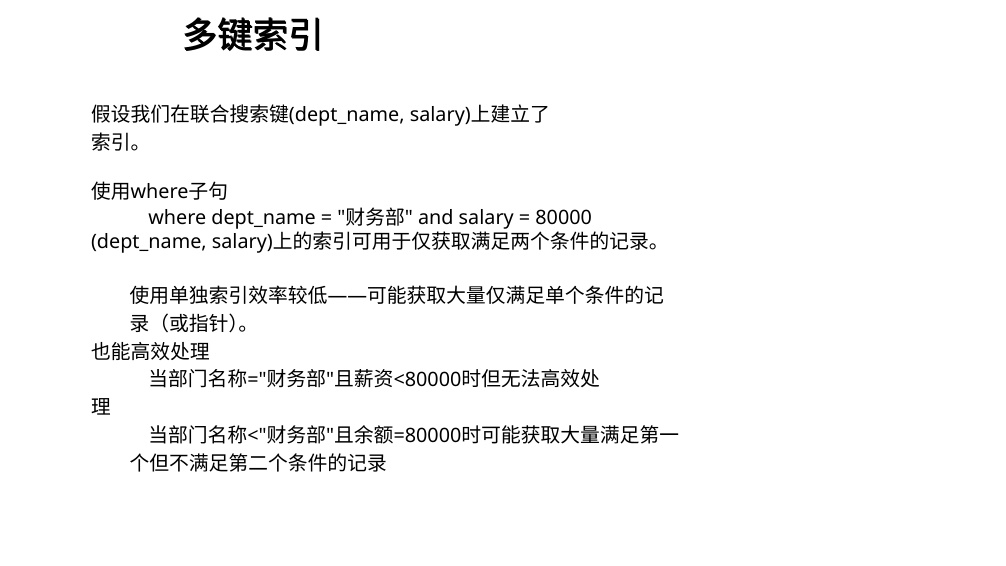 多键索引
假设我们在联合搜索键(dept_name, salary)上建立了
索引。
使用where子句
where dept_name = "财务部" and salary = 80000
(dept_name, salary)上的索引可用于仅获取满足两个条件的记录。
使用单独索引效率较低——可能获取大量仅满足单个条件的记
录（或指针）。
也能高效处理
当部门名称="财务部"且薪资<80000时但无法高效处
理
当部门名称<"财务部"且余额=80000时可能获取大量满足第一
个但不满足第二个条件的记录